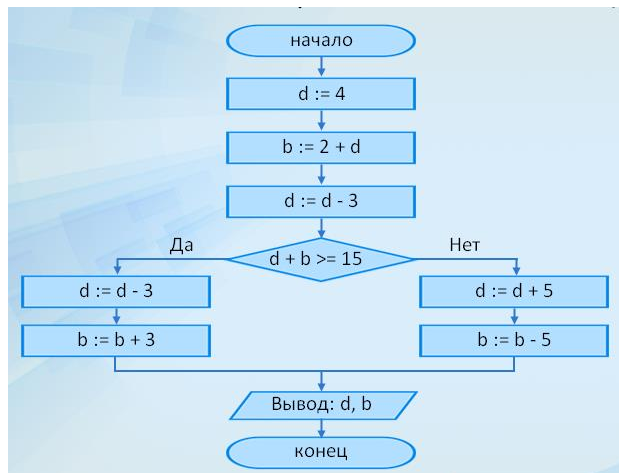 начало
d := 4
b := 2 + d
d := d - 3
Да
d + b >= 15
Нет
d := d - 3
d := d + 5
b := b + 3
b := b - 5
Вывод: d, b
конец